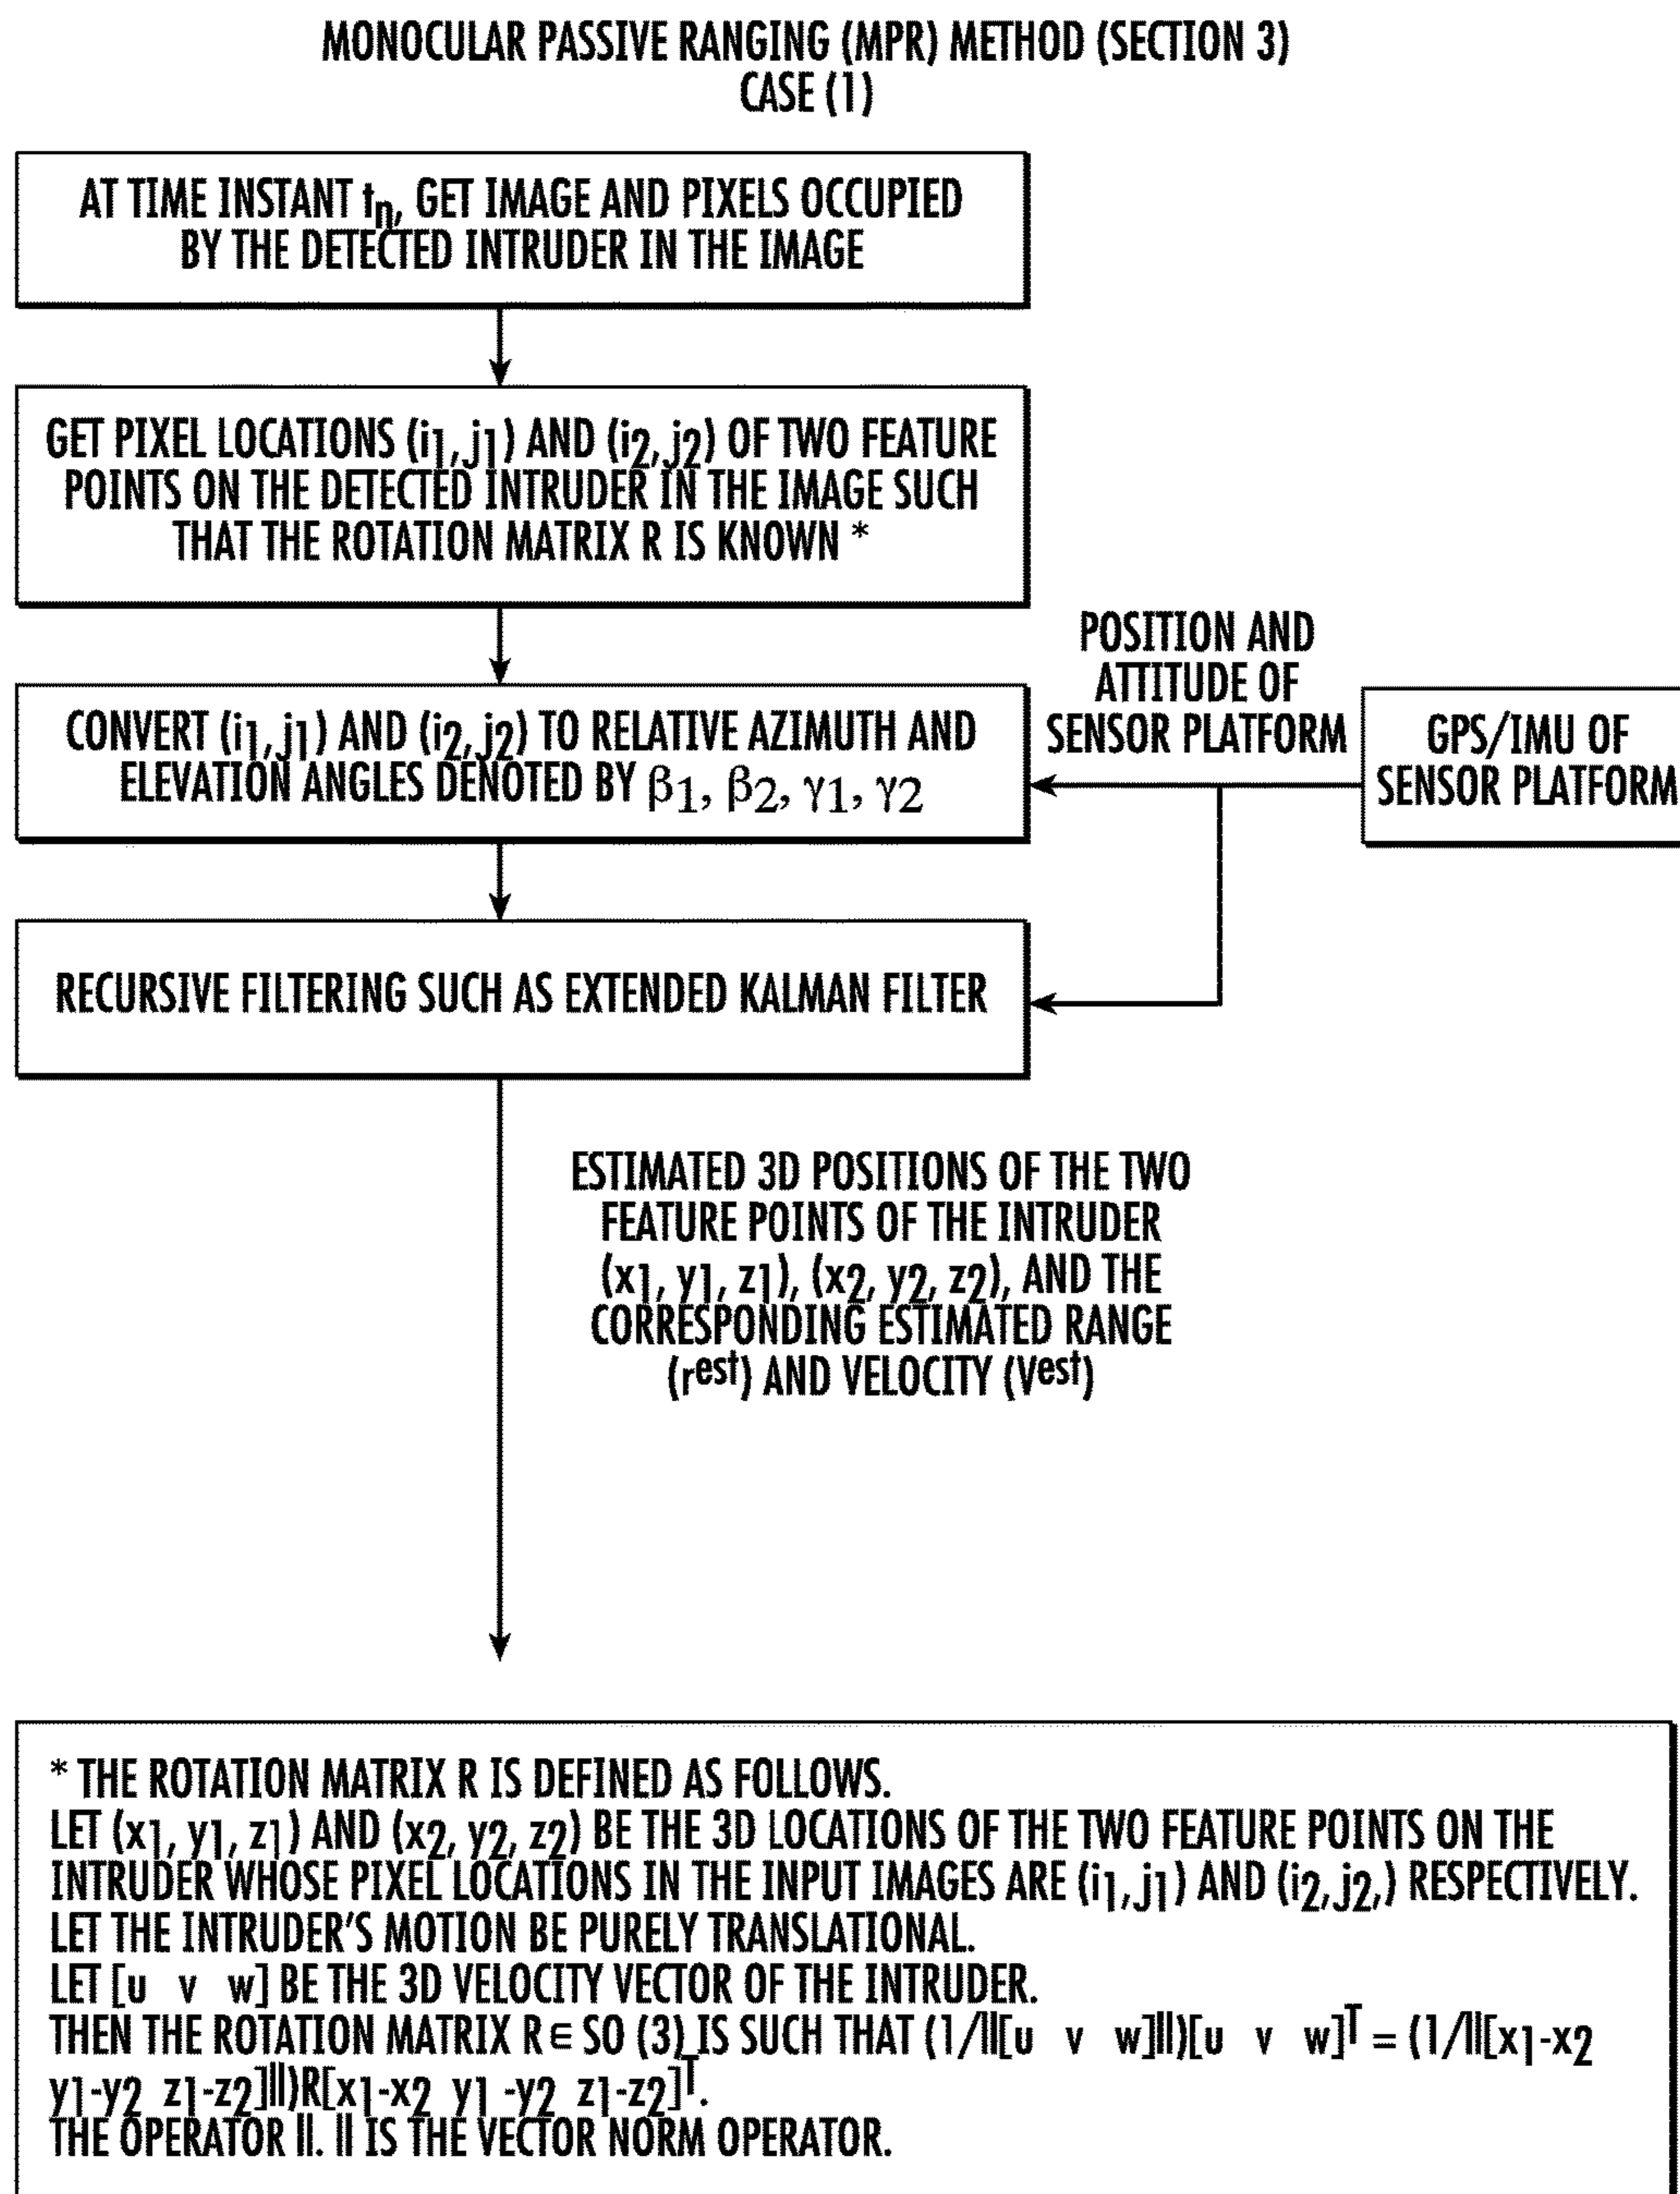 MONOCULAR PASSIVE RANGING (MPR) METHOD (SECTION 3)
CASE (1)
AT TIME INSTANT tn, GET IMAGE AND PIXELS OCCUPIED
BY THE DETECTED INTRUDER IN THE IMAGE
GET PIXEL LOCATIONS (i1,j1) AND (i2,j2) OF TWO FEATURE
POINTS ON THE DETECTED INTRUDER IN THE IMAGE SUCH
THAT THE ROTATION MATRIX R IS KNOWN *
POSITION AND
ATTITUDE OF
SENSOR PLATFORM
CONVERT (i1,j1) AND (i2,j2) TO RELATIVE AZIMUTH AND
ELEVATION ANGLES DENOTED BY β1, β2, γ1, γ2
GPS/IMU OF
SENSOR PLATFORM
RECURSIVE FILTERING SUCH AS EXTENDED KALMAN FILTER
ESTIMATED 3D POSITIONS OF THE TWO
FEATURE POINTS OF THE INTRUDER
(x1, y1, z1), (x2, y2, z2), AND THE
CORRESPONDING ESTIMATED RANGE
(rest) AND VELOCITY (Vest)
* THE ROTATION MATRIX R IS DEFINED AS FOLLOWS.
LET (x1, y1, z1) AND (x2, y2, z2) BE THE 3D LOCATIONS OF THE TWO FEATURE POINTS ON THE
INTRUDER WHOSE PIXEL LOCATIONS IN THE INPUT IMAGES ARE (i1,j1) AND (i2,j2,) RESPECTIVELY.
LET THE INTRUDER'S MOTION BE PURELY TRANSLATIONAL.
LET [u v w] BE THE 3D VELOCITY VECTOR OF THE INTRUDER.
THEN THE ROTATION MATRIX R∈SO (3) IS SUCH THAT (1/||[u v w]||)[u v w]T = (1/||[x1-x2
y1-y2 z1-z2]||)R[x1-x2 y1-y2 z1-z2]T.
THE OPERATOR ||. || IS THE VECTOR NORM OPERATOR.